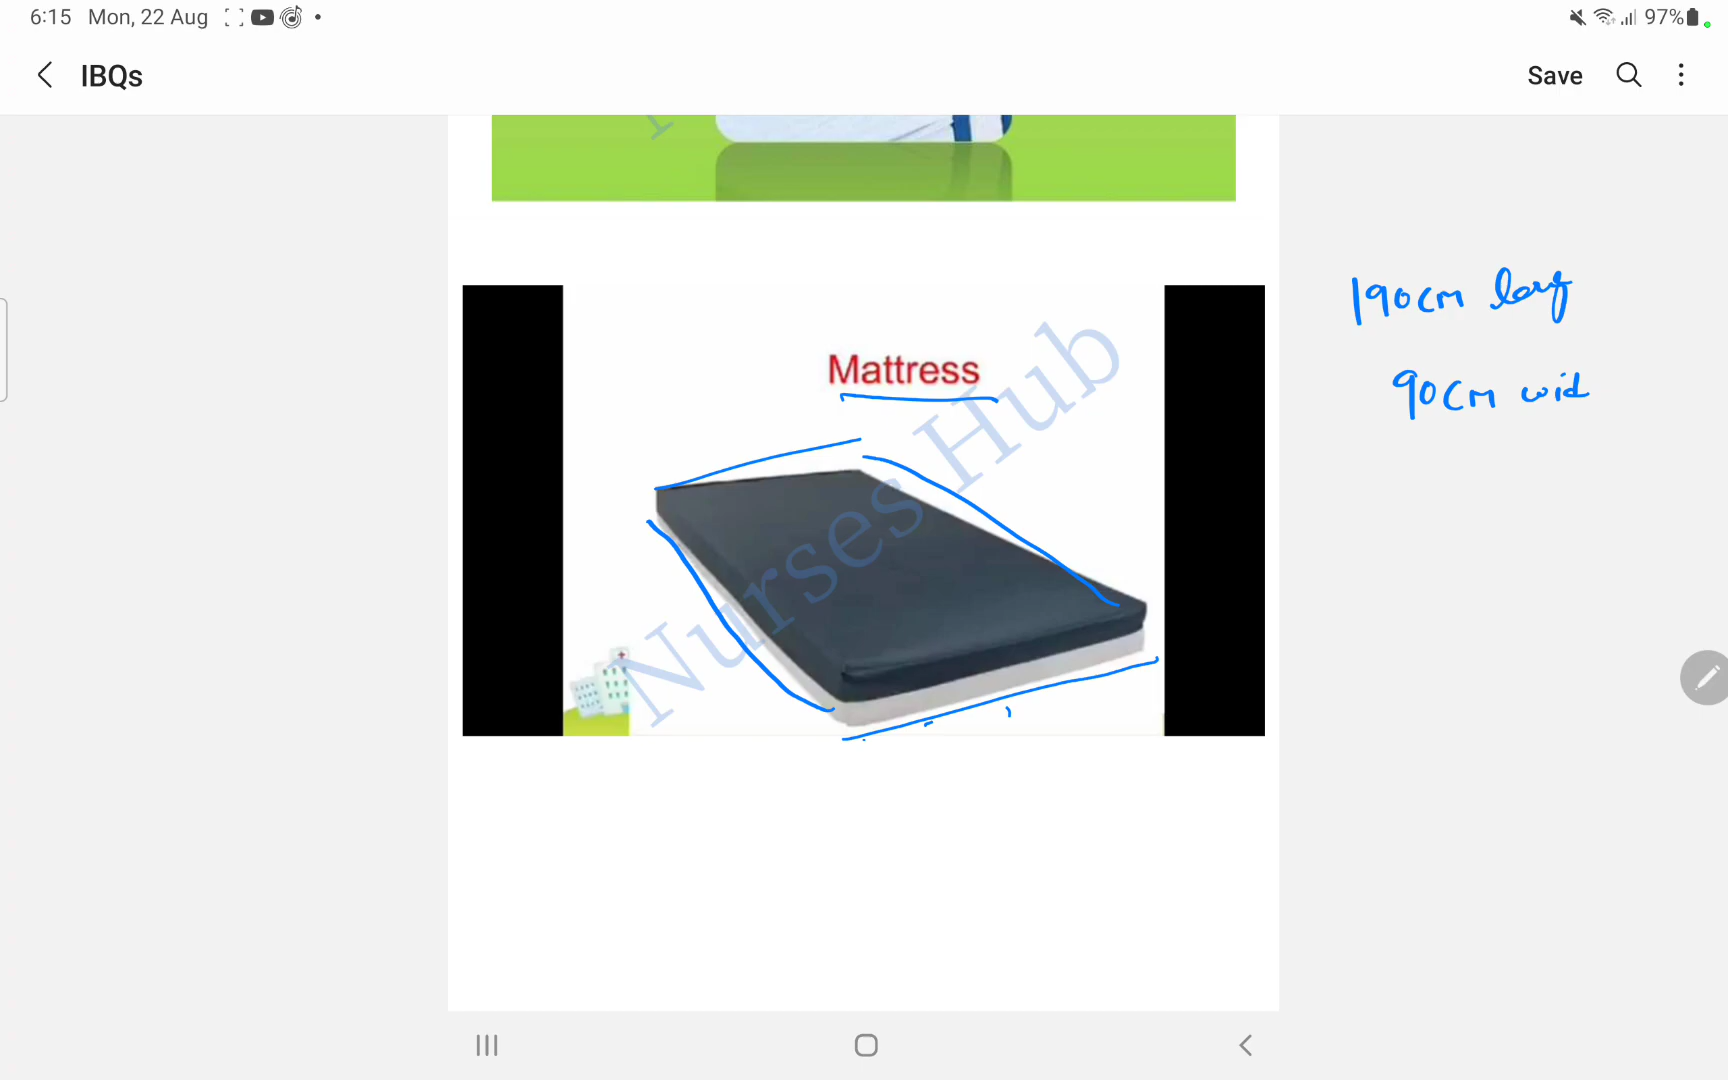 6:15 Mon, 22 Aug
97%
IBQs
Save
Mattress
Nurses Hub
190cm long
90cm wid